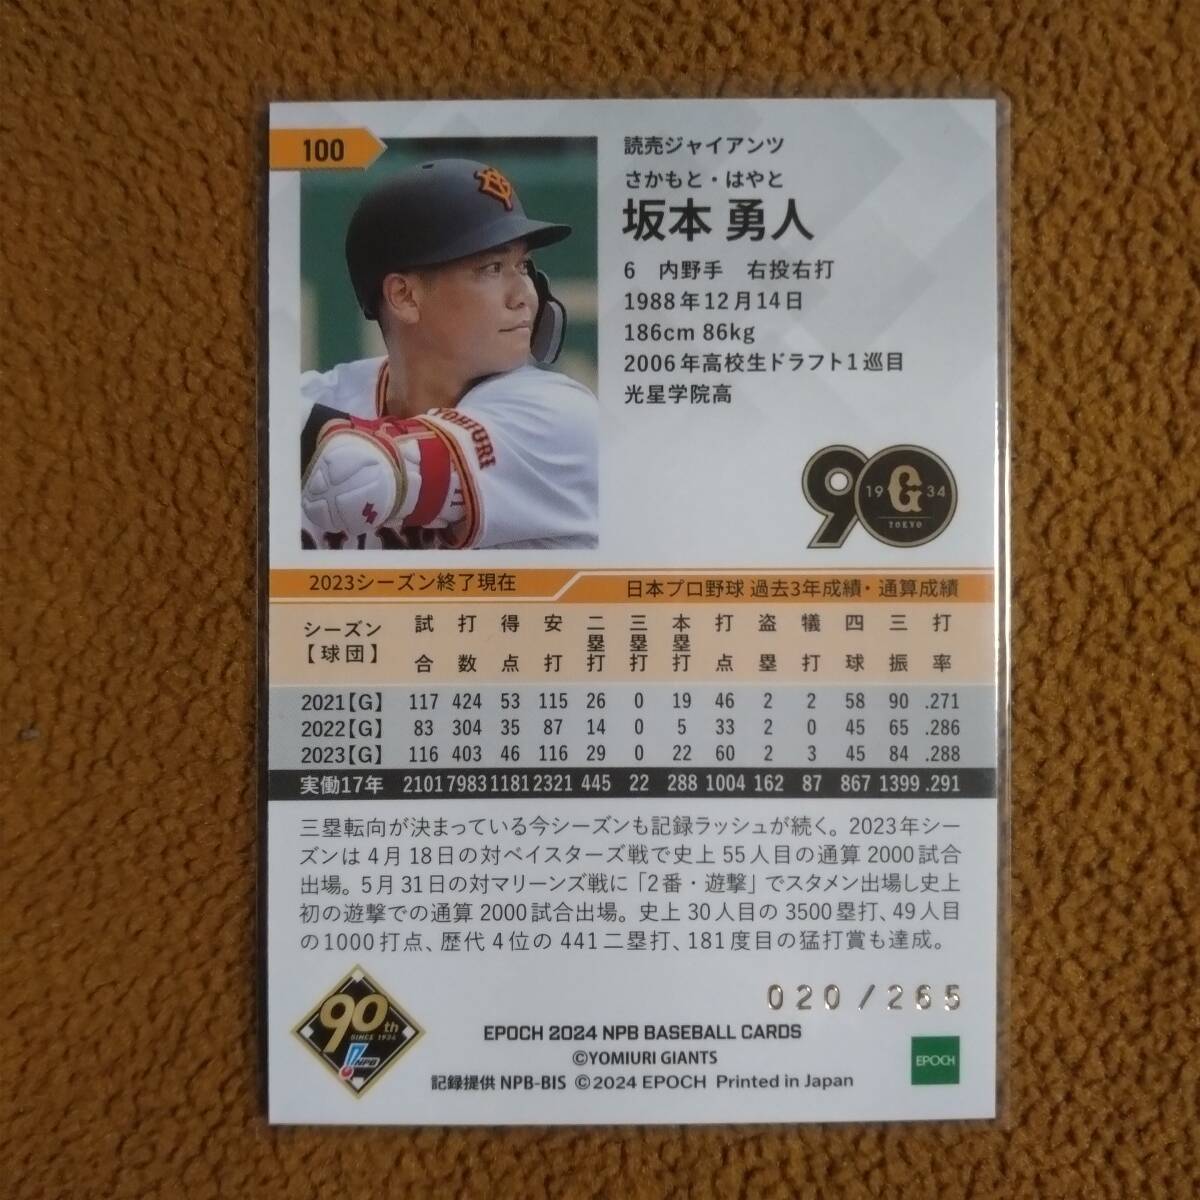 100
読売ジャイアンツ
さかもと・はやと
坂本 勇人
6 内野手 右投右打
1988年12月14日
186cm 86kg
2006年高校生ドラフト1巡目
光星学院高
YOMIURI
90
19 G 34
TOKYO
2023シーズン終了現在
日本プロ野球 過去3年成績・通算成績
シーズン【球団】 試合 打数 得点 安打 二塁打 三塁打 本塁打 打点 盗塁 犠打 四球 三振 打率
2021【G】 117 424 53 115 26 0 19 46 2 2 58 90 .271
2022【G】 83 304 35 87 14 0 5 33 2 0 45 65 .286
2023【G】 116 403 46 116 29 0 22 60 2 3 45 84 .288
実働17年 2101 7983 1181 2321 445 22 288 1004 162 87 867 1399 .291
三塁転向が決まっている今シーズンも記録ラッシュが続く。2023年シー
ズンは4月18日の対ベイスターズ戦で史上55人目の通算2000試合
出場。5月31日の対マリーンズ戦に「2番・遊撃」でスタメン出場し史上
初の遊撃での通算2000試合出場。史上30人目の3500塁打、49人目
の1000打点、歴代4位の441二塁打、181度目の猛打賞も達成。
020/265
90th
SINCE 1934
NPB
EPOCH 2024 NPB BASEBALL CARDS
©YOMIURI GIANTS
記録提供 NPB-BIS ©2024 EPOCH Printed in Japan
EPOCH